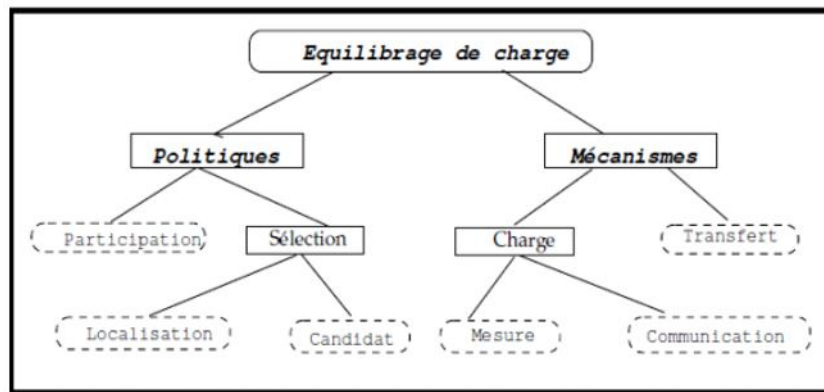 Equilibrage de charge
Politiques
Mécanismes
Participation
Sélection
Charge
Transfert
Localisation
Candidat
Mesure
Communication